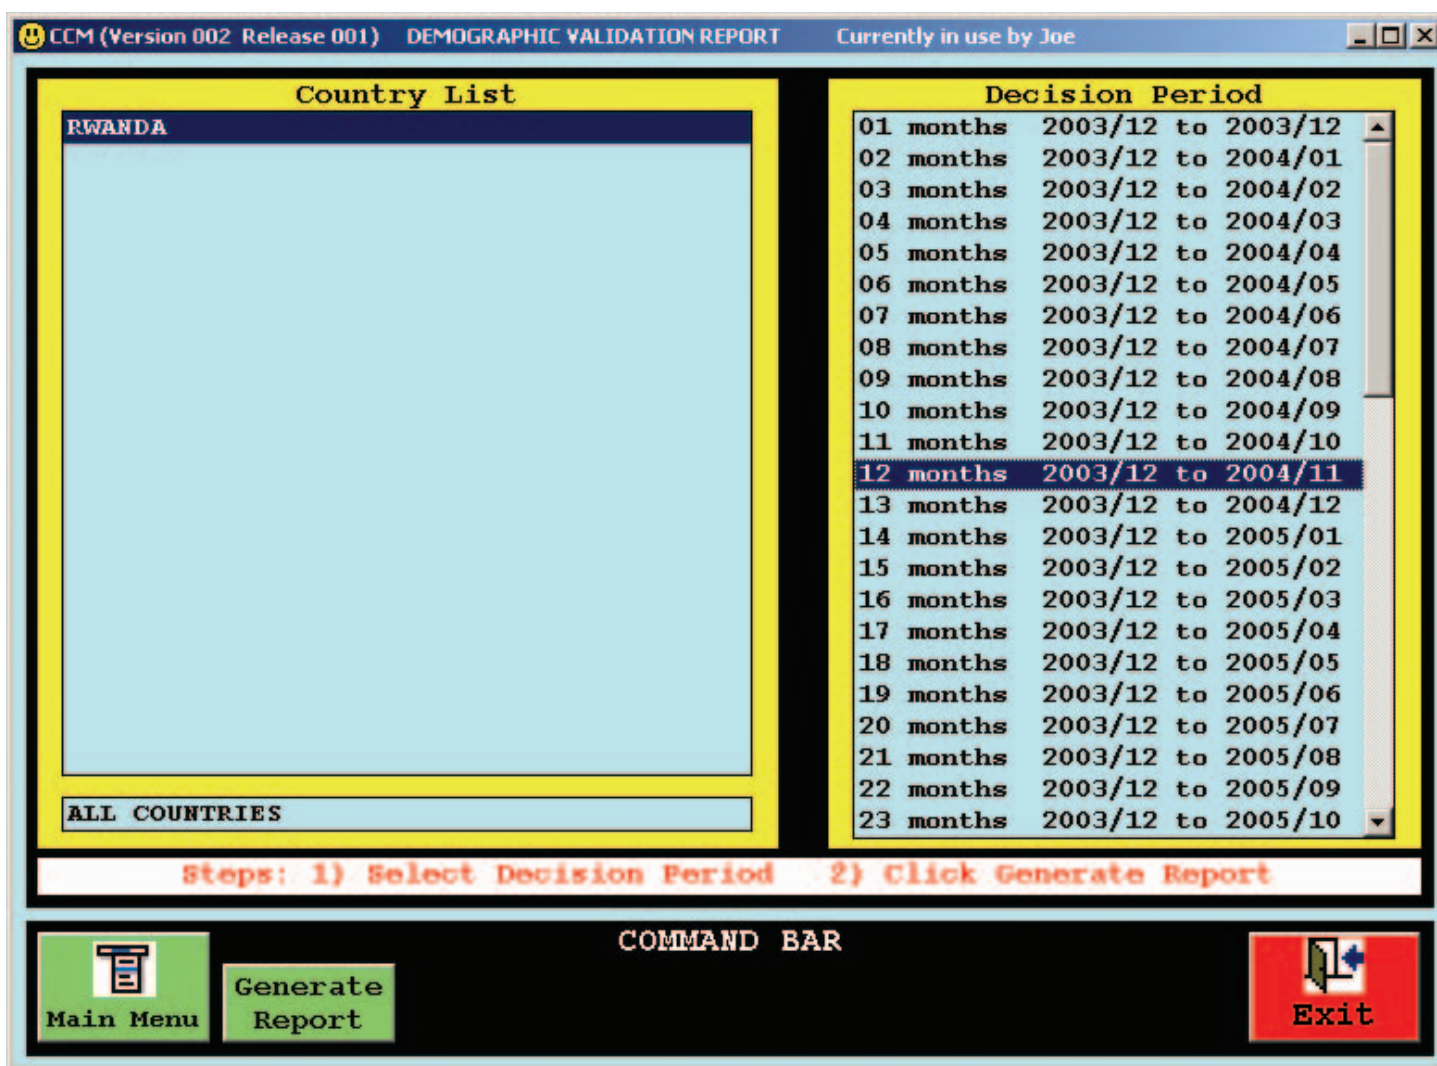 CCM (Version 002 Release 001) DEMOGRAPHIC VALIDATION REPORT Currently in use by Joe
Country List
RWANDA
ALL COUNTRIES
Decision Period
01 months 2003/12 to 2003/12
02 months 2003/12 to 2004/01
03 months 2003/12 to 2004/02
04 months 2003/12 to 2004/03
05 months 2003/12 to 2004/04
06 months 2003/12 to 2004/05
07 months 2003/12 to 2004/06
08 months 2003/12 to 2004/07
09 months 2003/12 to 2004/08
10 months 2003/12 to 2004/09
11 months 2003/12 to 2004/10
12 months 2003/12 to 2004/11
13 months 2003/12 to 2004/12
14 months 2003/12 to 2005/01
15 months 2003/12 to 2005/02
16 months 2003/12 to 2005/03
17 months 2003/12 to 2005/04
18 months 2003/12 to 2005/05
19 months 2003/12 to 2005/06
20 months 2003/12 to 2005/07
21 months 2003/12 to 2005/08
22 months 2003/12 to 2005/09
23 months 2003/12 to 2005/10
Steps: 1) Select Decision Period 2) Click Generate Report
COMMAND BAR
Main Menu
Generate
Report
Exit